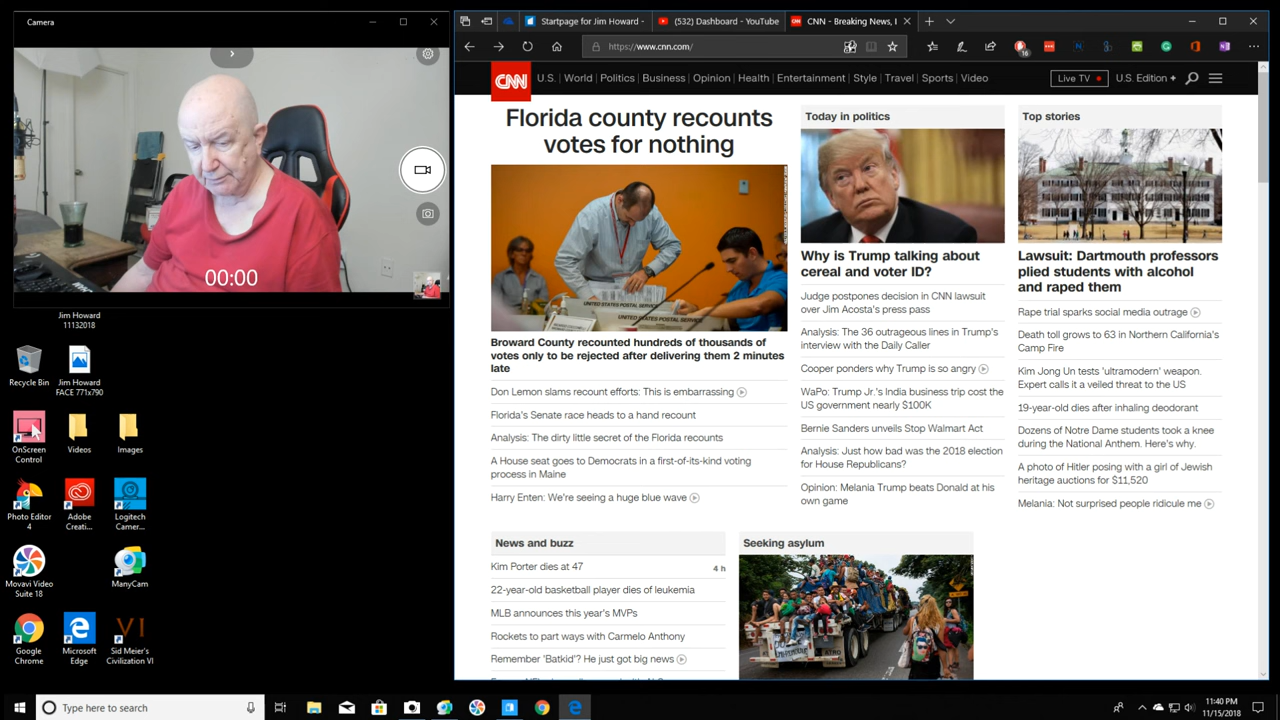 Camera
00:00
Jim Howard
11132018
Recycle Bin
Jim Howard
FACE 771x790
OnScreen
Control
Videos
Images
Photo Editor
4
Adobe
Creati...
Logitech
Camer...
Movavi Video
Suite 18
ManyCam
Google
Chrome
Microsoft
Edge
VI
Sid Meier's
Civilization VI
Startpage for Jim Howard -
(532) Dashboard - YouTube
CNN - Breaking News, l
https://www.cnn.com/
16
CNN
U.S. | World | Politics | Business | Opinion | Health | Entertainment | Style | Travel | Sports | Video
Live TV
U.S. Edition +
Florida county recounts
votes for nothing
UNITED STATES POSTAL SERVICE
UNITED STATES POSTAL SERVICE
Broward County recounted hundreds of thousands of
votes only to be rejected after delivering them 2 minutes
late
Don Lemon slams recount efforts: This is embarrassing
Florida's Senate race heads to a hand recount
Analysis: The dirty little secret of the Florida recounts
A House seat goes to Democrats in a first-of-its-kind voting
process in Maine
Harry Enten: We're seeing a huge blue wave
Today in politics
Why is Trump talking about
cereal and voter ID?
Judge postpones decision in CNN lawsuit
over Jim Acosta's press pass
Analysis: The 36 outrageous lines in Trump's
interview with the Daily Caller
Cooper ponders why Trump is so angry
WaPo: Trump Jr.'s India business trip cost the
US government nearly $100K
Bernie Sanders unveils Stop Walmart Act
Analysis: Just how bad was the 2018 election
for House Republicans?
Opinion: Melania Trump beats Donald at his
own game
Top stories
Lawsuit: Dartmouth professors
plied students with alcohol
and raped them
Rape trial sparks social media outrage
Death toll grows to 63 in Northern California's
Camp Fire
Kim Jong Un tests 'ultramodern' weapon.
Expert calls it a veiled threat to the US
19-year-old dies after inhaling deodorant
Dozens of Notre Dame students took a knee
during the National Anthem. Here's why.
A photo of Hitler posing with a girl of Jewish
heritage auctions for $11,520
Melania: Not surprised people ridicule me
News and buzz
Kim Porter dies at 47
4 h
22-year-old basketball player dies of leukemia
MLB announces this year's MVPs
Rockets to part ways with Carmelo Anthony
Remember 'Batkid'? He just got big news
Seeking asylum
Type here to search
11:40 PM
11/15/2018